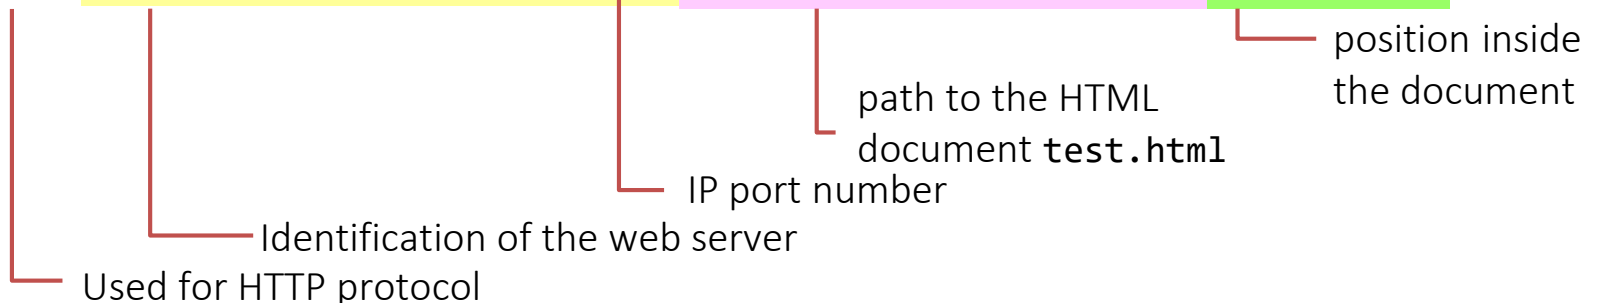 position inside
the document
path to the HTML
document test.html
IP port number
Identification of the web server
Used for HTTP protocol